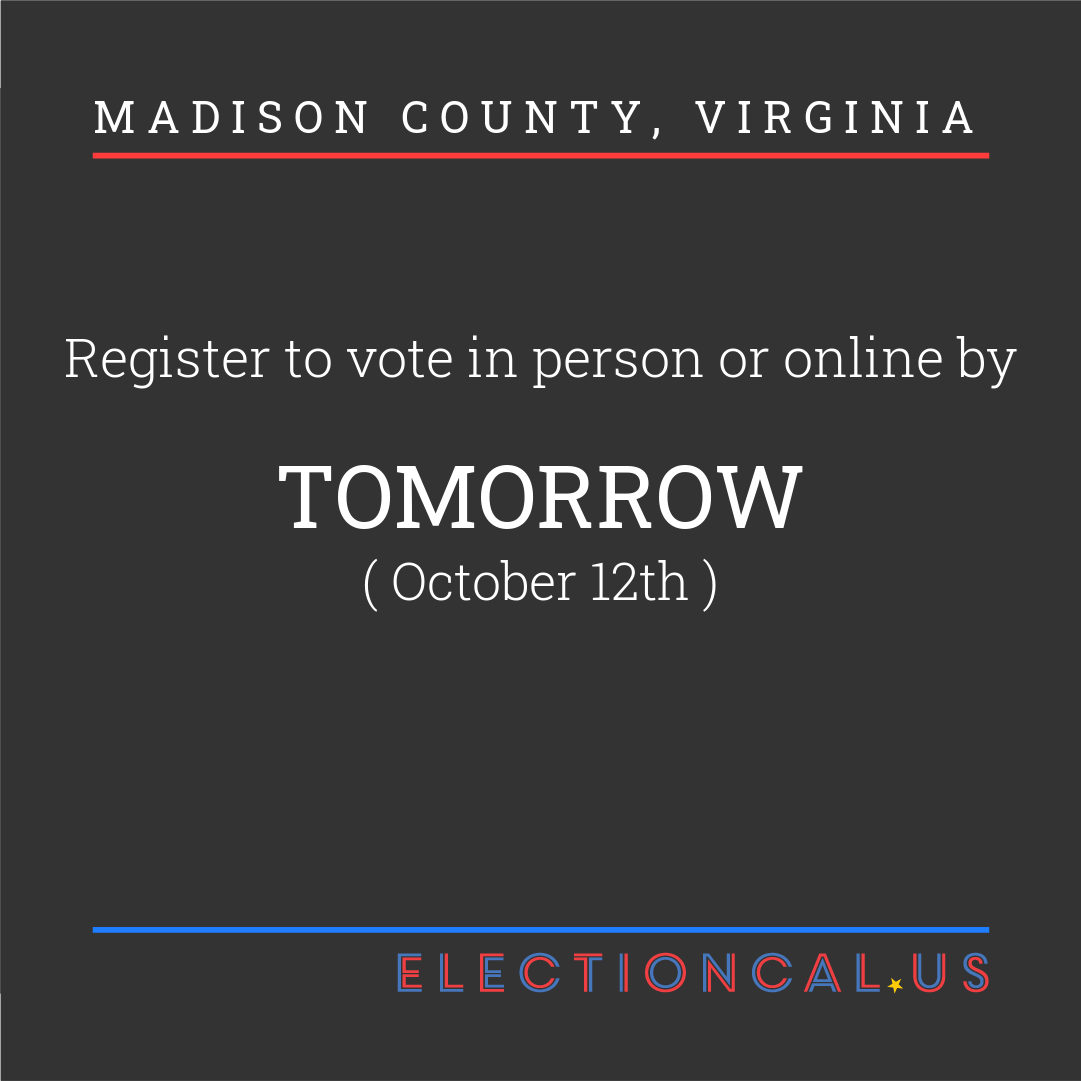 MADISON COUNTY, VIRGINIA
Register to vote in person or online by
TOMORROW
( October 12th )
ELECTIONCAL.US